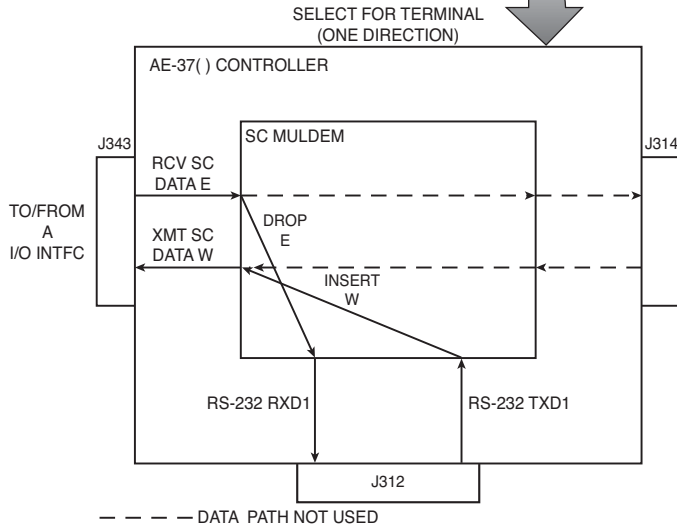 SELECT FOR TERMINAL
(ONE DIRECTION)
AE-37( ) CONTROLLER
SC MULDEM
J343
J314
RCV SC
DATA E
TO/FROM
A
I/O INTFC
XMT SC
DATA W
DROP
E
INSERT
W
RS-232 RXD1
RS-232 TXD1
J312
DATA PATH NOT USED